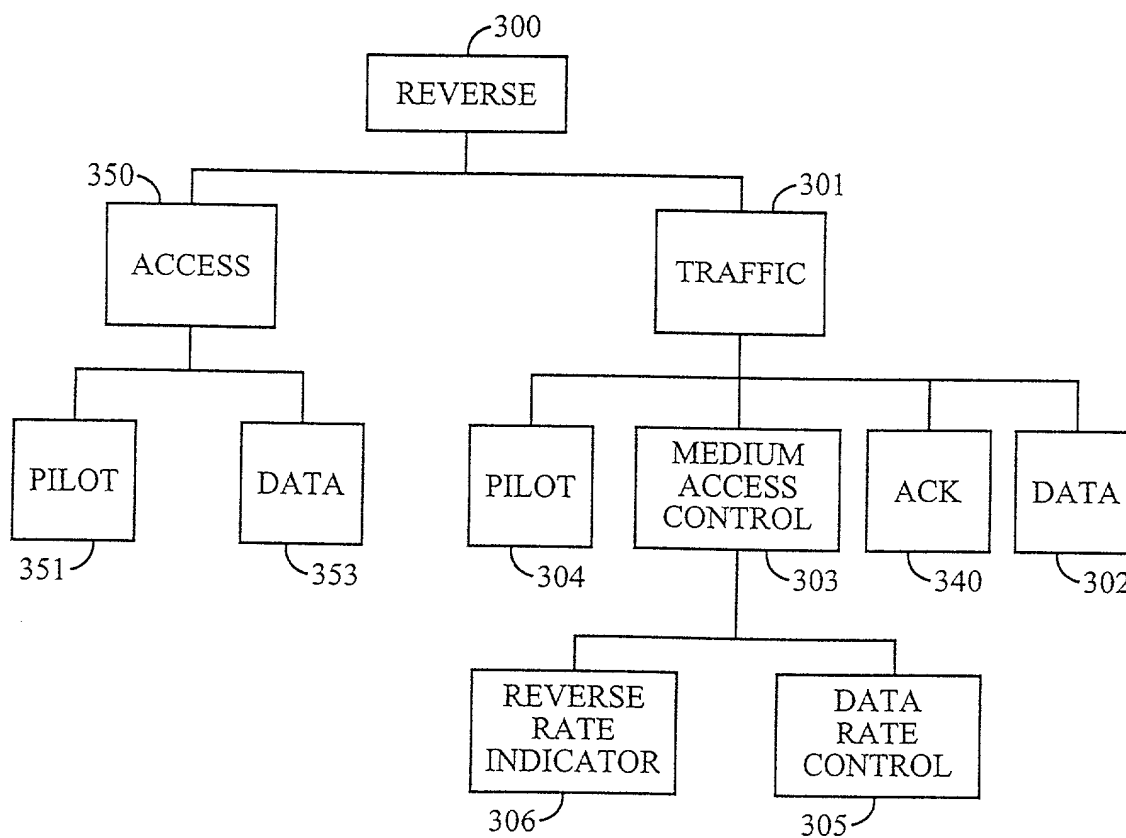 300
REVERSE
350
301
ACCESS
TRAFFIC
PILOT
DATA
PILOT
MEDIUM
ACCESS
CONTROL
ACK
DATA
351
353
304
303
340
302
REVERSE
RATE
INDICATOR
DATA
RATE
CONTROL
306
305